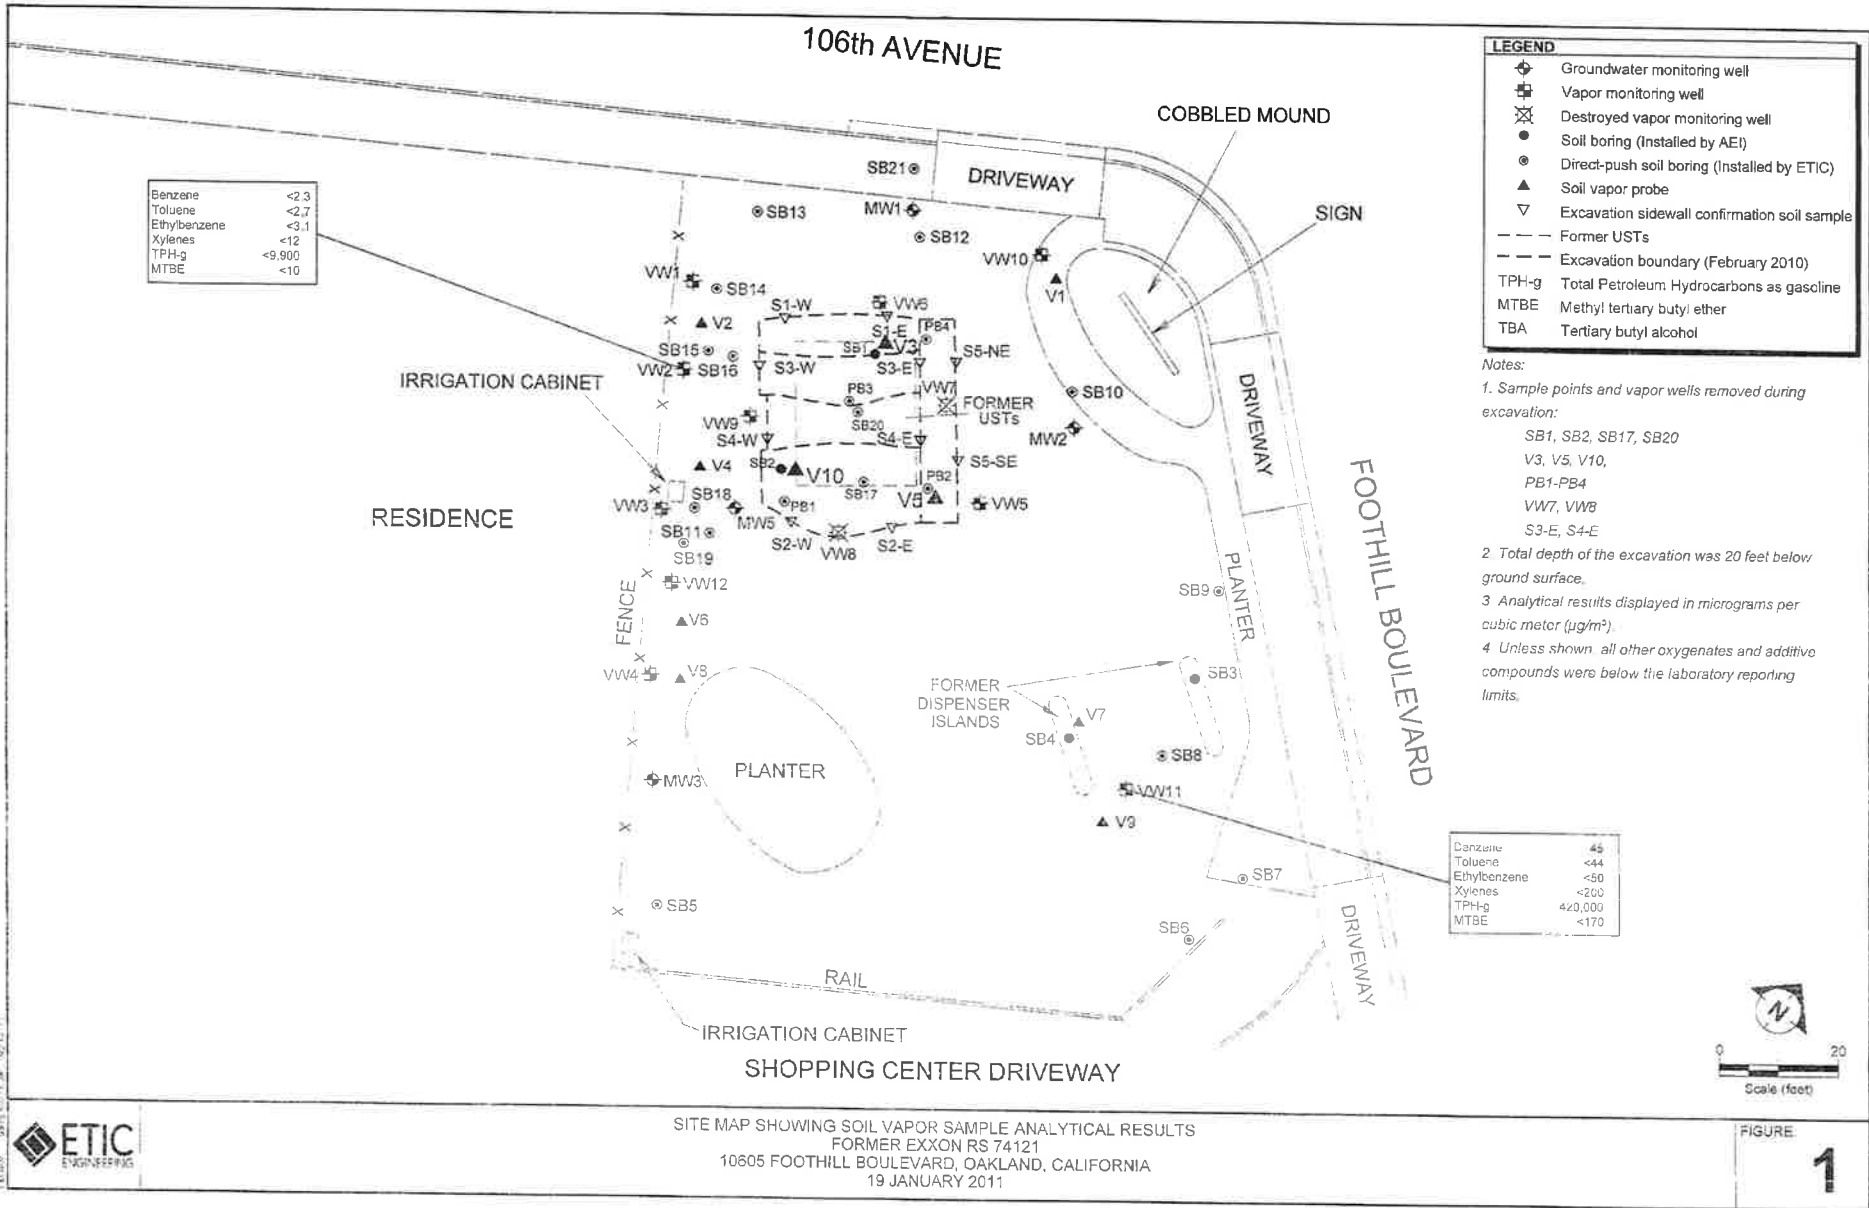 106th AVENUE
LEGEND
Groundwater monitoring well
Vapor monitoring well
Destroyed vapor monitoring well
Soil boring (Installed by AEI)
Direct-push soil boring (Installed by ETIC)
Soil vapor probe
Excavation sidewall confirmation soil sample
Former USTs
Excavation boundary (February 2010)
TPH-g Total Petroleum Hydrocarbons as gasoline
MTBE Methyl tertiary butyl ether
TBA Tertiary butyl alcohol
Notes:
1. Sample points and vapor wells removed during
excavation:
SB1, SB2, SB17, SB20
V3, V5, V10,
PB1-PB4
VW7, VW8
S3-E, S4-E
2 Total depth of the excavation was 20 feet below
ground surface.
3 Analytical results displayed in micrograms per
cubic meter (µg/m³).
4 Unless shown all other oxygenates and additive
compounds were below the laboratory reporting
limits.
COBBLED MOUND
SIGN
DRIVEWAY
SB21
Benzene <2.3
Toluene <2.7
Ethylbenzene <3.1
Xylenes <12
TPH-g <9,900
MTBE <10
SB13
MW1
SB12
VW10
V1
VW1
SB14
S1-W
VW6
V2
S1-E
PB4
SB15
SB1
V3
S5-NE
VW2
SB16
S3-W
S3-E
IRRIGATION CABINET
PB3
VW7
SB10
DRIVEWAY
FORMER
USTs
VW9
SB20
S4-W
S4-E
MW2
V4
SB2
V10
S5-SE
SB17
PB2
V5
VW5
VW3
SB18
MW5
PB1
RESIDENCE
SB11
S2-W
VW8
S2-E
SB19
VW12
FENCE
V6
SB9
PLANTER
FOOTHILL BOULEVARD
VW4
V8
FORMER
DISPENSER
ISLANDS
SB3
V7
SB4
SB8
MW3
PLANTER
VW11
V9
Benzene 45
Toluene <44
Ethylbenzene <50
Xylenes <200
TPH-g 420,000
MTBE <170
SB7
SB5
SB6
DRIVEWAY
RAIL
IRRIGATION CABINET
SHOPPING CENTER DRIVEWAY
N
0 20
Scale (feet)
ETIC
ENGINEERING
SITE MAP SHOWING SOIL VAPOR SAMPLE ANALYTICAL RESULTS
FORMER EXXON RS 74121
10605 FOOTHILL BOULEVARD, OAKLAND, CALIFORNIA
19 JANUARY 2011
FIGURE:
1